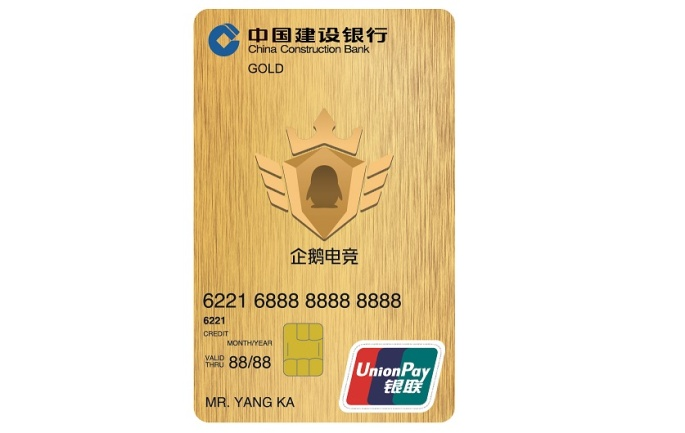 中国建设银行
China Construction Bank
GOLD
企鹅电竞
6221 6888 8888 8888
6221
CREDIT
MONTH/YEAR
VALID THRU 88/88
MR. YANG KA
UnionPay
银联